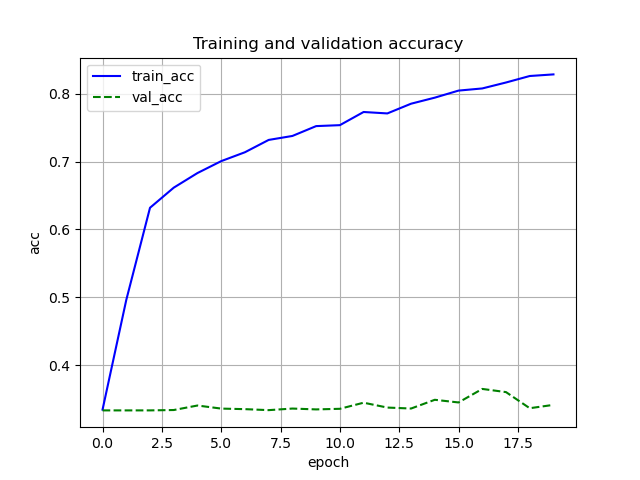 Training and validation accuracy
train_acc
val_acc
acc
0.8
0.7
0.6
0.5
0.4
0.0 2.5 5.0 7.5 10.0 12.5 15.0 17.5
epoch